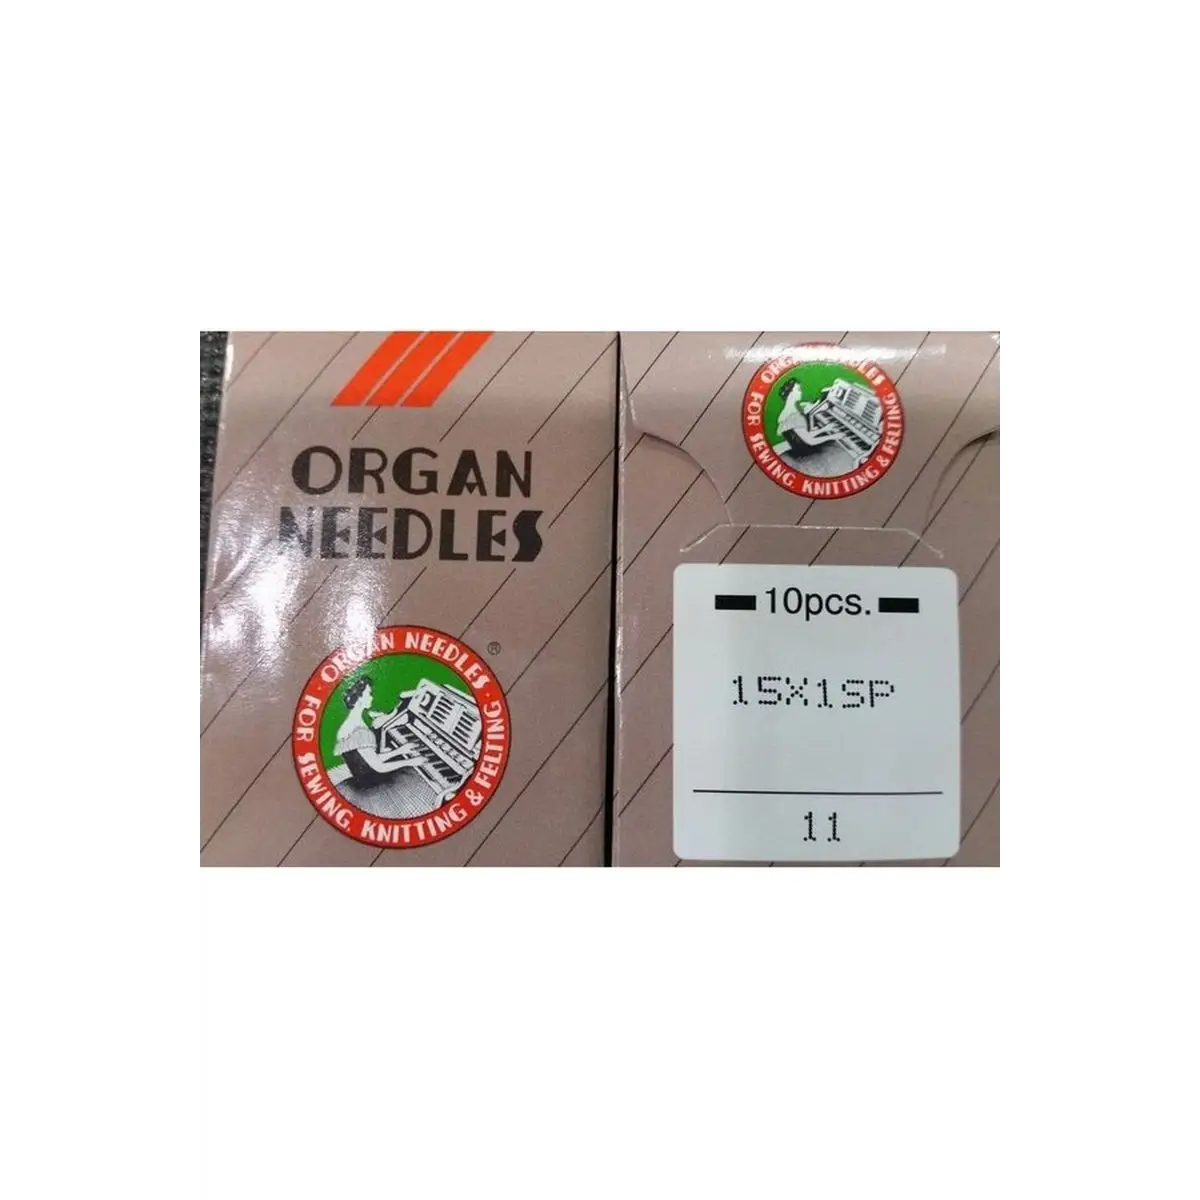 ORGAN
NEEDLES
®
ORGAN NEEDLES
· FOR SEWING, KNITTING & FELTING ·
ORGAN NEEDLES
· FOR SEWING, KNITTING & FELTING ·
10pcs.
15X1SP
11